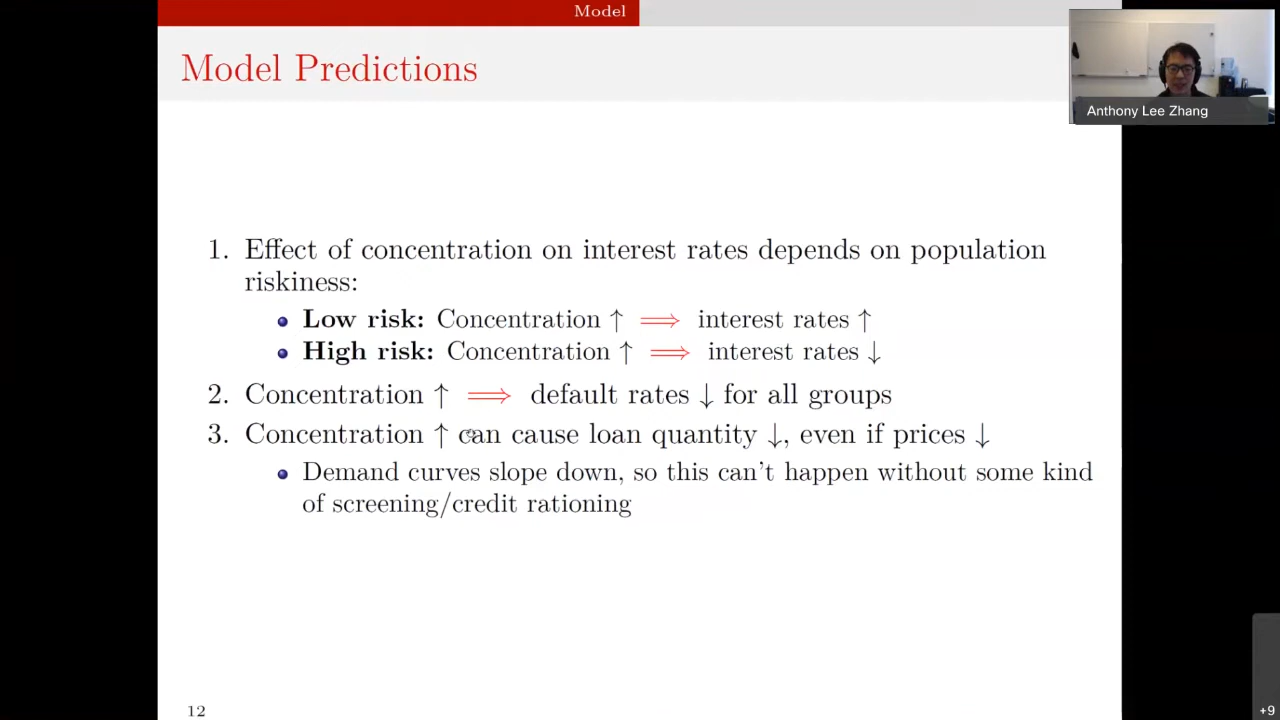 Model
Model Predictions
Anthony Lee Zhang
1. Effect of concentration on interest rates depends on population
riskiness:
Low risk: Concentration ↑ ⟹ interest rates ↑
High risk: Concentration ↑ ⟹ interest rates ↓
2. Concentration ↑ ⟹ default rates ↓ for all groups
3. Concentration ↑ can cause loan quantity ↓, even if prices ↓
Demand curves slope down, so this can't happen without some kind
of screening/credit rationing
12
+9